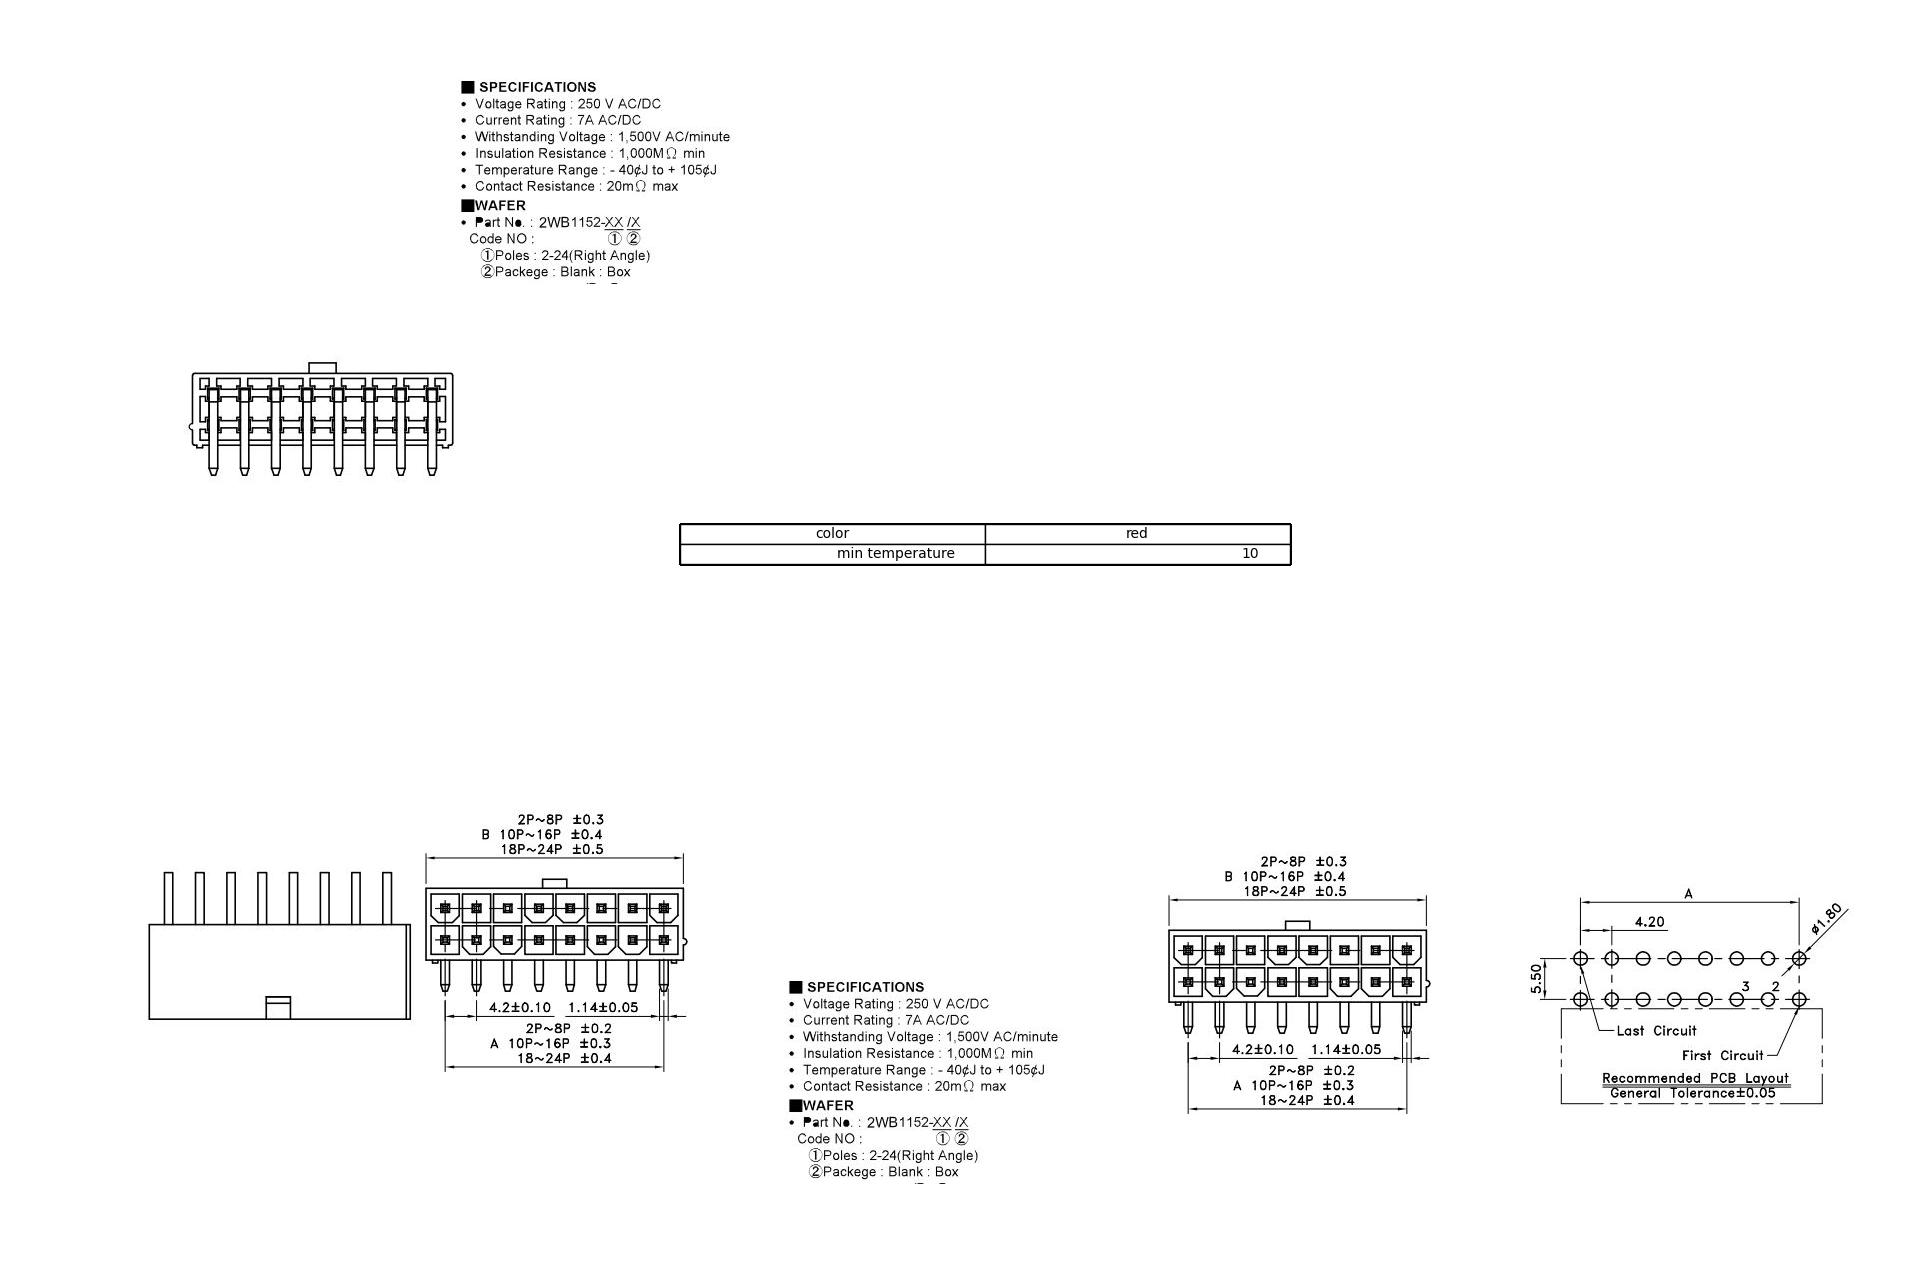 ■ SPECIFICATIONS
• Voltage Rating : 250 V AC/DC
• Current Rating : 7A AC/DC
• Withstanding Voltage : 1,500V AC/minute
• Insulation Resistance : 1,000MΩ min
• Temperature Range : - 40¢J to + 105¢J
• Contact Resistance : 20mΩ max
■WAFER
• Part No. : 2WB1152-XX /X
Code NO : ① ②
①Poles : 2-24(Right Angle)
②Packege : Blank : Box
color red
min temperature 10
2P~8P ±0.3
B 10P~16P ±0.4
18P~24P ±0.5
4.2±0.10 1.14±0.05
2P~8P ±0.2
A 10P~16P ±0.3
18~24P ±0.4
■ SPECIFICATIONS
• Voltage Rating : 250 V AC/DC
• Current Rating : 7A AC/DC
• Withstanding Voltage : 1,500V AC/minute
• Insulation Resistance : 1,000MΩ min
• Temperature Range : - 40¢J to + 105¢J
• Contact Resistance : 20mΩ max
■WAFER
• Part No. : 2WB1152-XX /X
Code NO : ① ②
①Poles : 2-24(Right Angle)
②Packege : Blank : Box
2P~8P ±0.3
B 10P~16P ±0.4
18P~24P ±0.5
4.2±0.10 1.14±0.05
2P~8P ±0.2
A 10P~16P ±0.3
18~24P ±0.4
A
ø1.80
4.20
5.50
3 2
Last Circuit
First Circuit
Recommended PCB Layout
General Tolerance±0.05